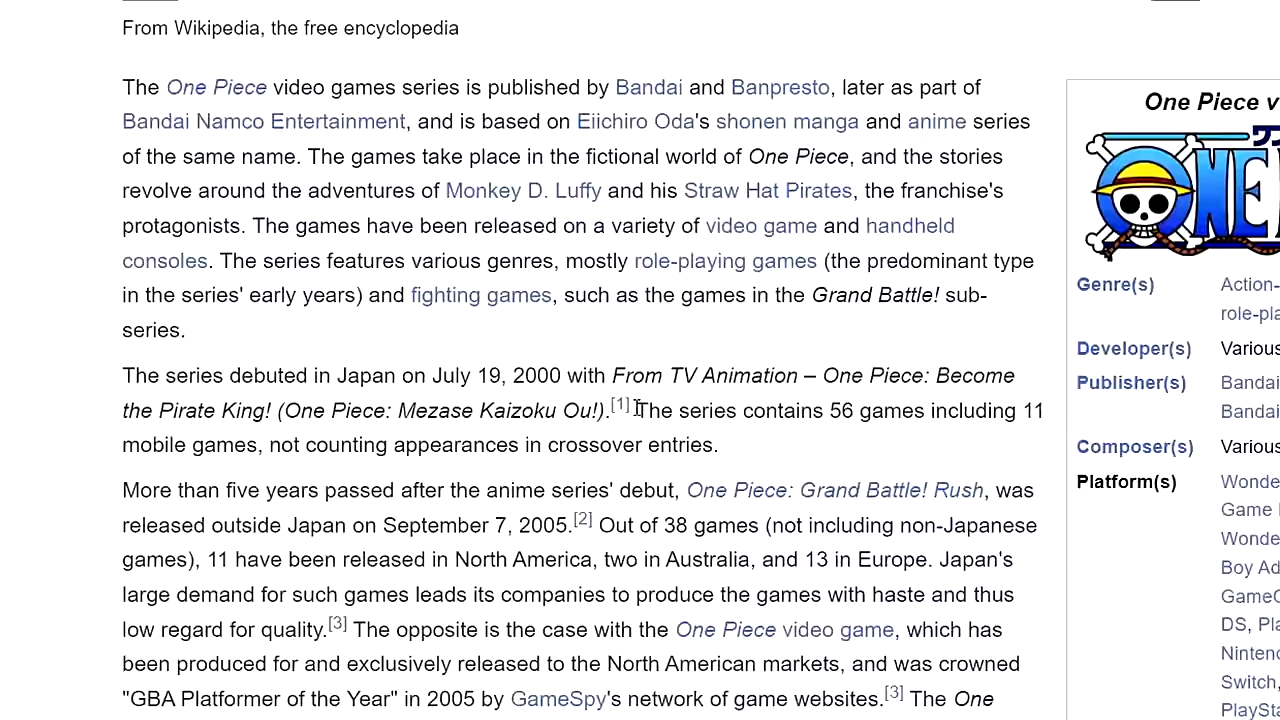 From Wikipedia, the free encyclopedia
The One Piece video games series is published by Bandai and Banpresto, later as part of
Bandai Namco Entertainment, and is based on Eiichiro Oda's shonen manga and anime series
of the same name. The games take place in the fictional world of One Piece, and the stories
revolve around the adventures of Monkey D. Luffy and his Straw Hat Pirates, the franchise's
protagonists. The games have been released on a variety of video game and handheld
consoles. The series features various genres, mostly role-playing games (the predominant type
in the series' early years) and fighting games, such as the games in the Grand Battle! sub-
series.
The series debuted in Japan on July 19, 2000 with From TV Animation – One Piece: Become
the Pirate King! (One Piece: Mezase Kaizoku Ou!).[1] The series contains 56 games including 11
mobile games, not counting appearances in crossover entries.
More than five years passed after the anime series' debut, One Piece: Grand Battle! Rush, was
released outside Japan on September 7, 2005.[2] Out of 38 games (not including non-Japanese
games), 11 have been released in North America, two in Australia, and 13 in Europe. Japan's
large demand for such games leads its companies to produce the games with haste and thus
low regard for quality.[3] The opposite is the case with the One Piece video game, which has
been produced for and exclusively released to the North American markets, and was crowned
"GBA Platformer of the Year" in 2005 by GameSpy's network of game websites.[3] The One
One Piece v
ONE
Genre(s) Action-
role-pla
Developer(s) Various
Publisher(s) Bandai
Bandai
Composer(s) Various
Platform(s) Wonde
Game
Wonde
Boy Ad
GameC
DS, Pla
Ninten
Switch,
PlaySta